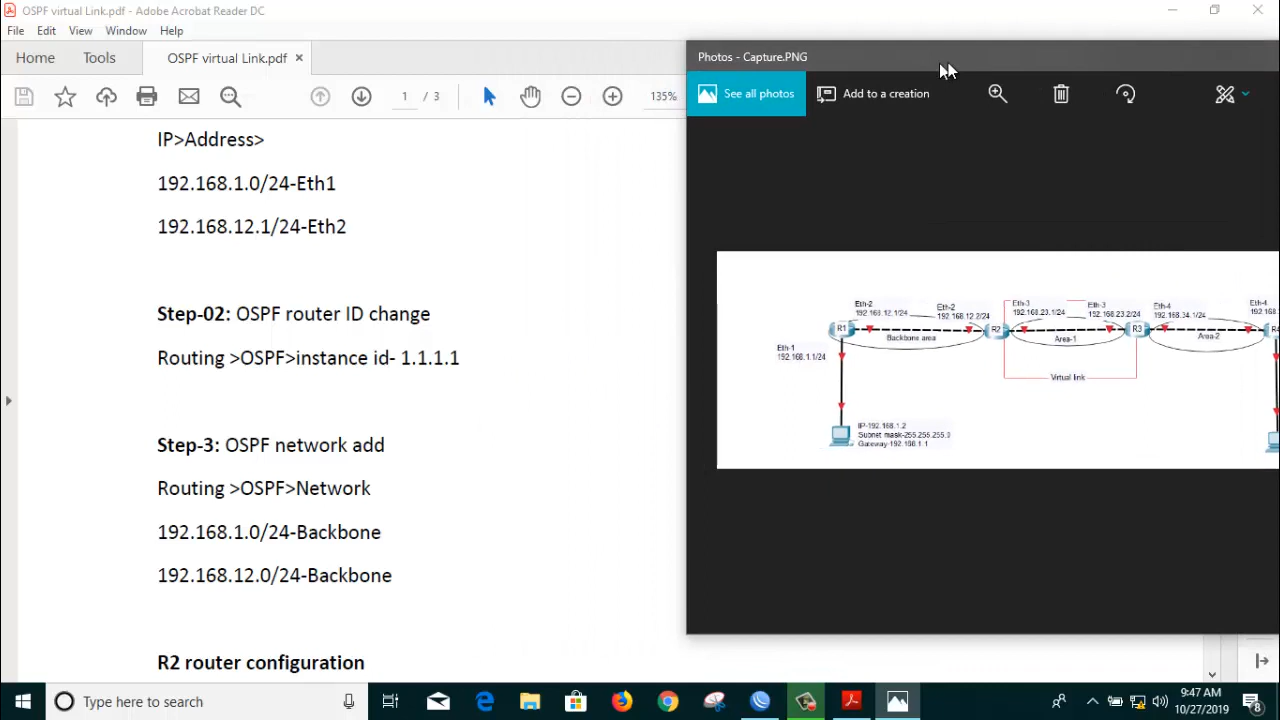 OSPF virtual Link.pdf - Adobe Acrobat Reader DC
File Edit View Window Help
Home Tools OSPF virtual Link.pdf ×
1 / 3 135%
IP>Address>
192.168.1.0/24-Eth1
192.168.12.1/24-Eth2
Step-02: OSPF router ID change
Routing >OSPF>instance id- 1.1.1.1
Step-3: OSPF network add
Routing >OSPF>Network
192.168.1.0/24-Backbone
192.168.12.0/24-Backbone
R2 router configuration
Photos - Capture.PNG
See all photos Add to a creation
Eth-2
192.168.12.1/24
Eth-2
192.168.12.2/24
Eth-3
192.168.23.1/24
Eth-3
192.168.23.2/24
Eth-4
192.168.34.1/24
Eth-4
192.168.
R1 R2 R3 R4
Backbone area Area-1 Area-2
Eth-1
192.168.1.1/24
Virtual link
IP-192.168.1.2
Subnet mask-255.255.255.0
Gateway-192.168.1.1
Type here to search
9:47 AM
10/27/2019
8